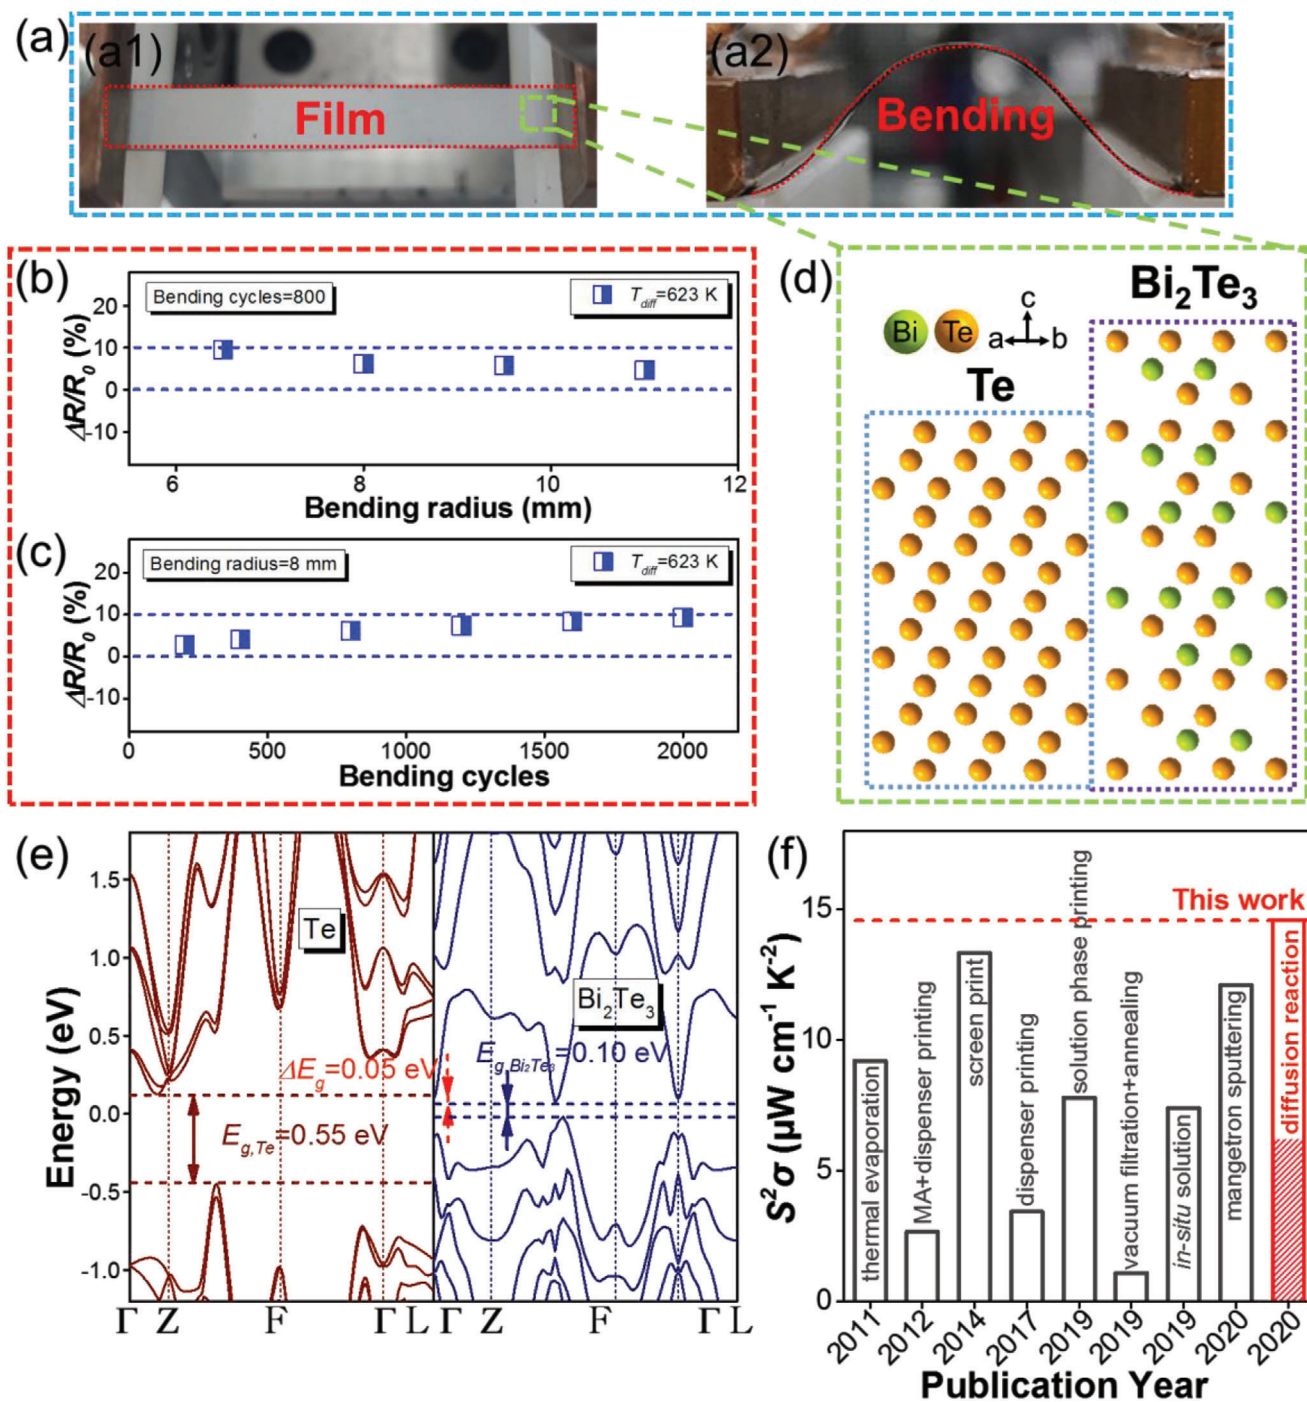 (a)
(a1)
Film
(a2)
Bending
(b)
Bending cycles=800
T_diff=623 K
20
10
0
-10
ΔR/R₀ (%)
6
8
10
12
Bending radius (mm)
(c)
Bending radius=8 mm
T_diff=623 K
20
10
0
-10
ΔR/R₀ (%)
0
500
1000
1500
2000
Bending cycles
(d)
Bi₂Te₃
Bi
Te
c
a
b
Te
(e)
1.5
1.0
0.5
0.0
-0.5
-1.0
Energy (eV)
Te
Bi₂Te₃
ΔE_g=0.05 eV
E_g,Bi₂Te₃=0.10 eV
E_g,Te=0.55 eV
Γ Z F Γ L Γ Z F Γ L
(f)
15
10
5
0
S²σ (μW cm⁻¹ K⁻²)
This work
thermal evaporation
MA+dispenser printing
screen print
dispenser printing
solution phase printing
vacuum filtration+annealing
in-situ solution
mangetron sputtering
diffusion reaction
2011
2012
2014
2017
2019
2019
2019
2020
2020
Publication Year